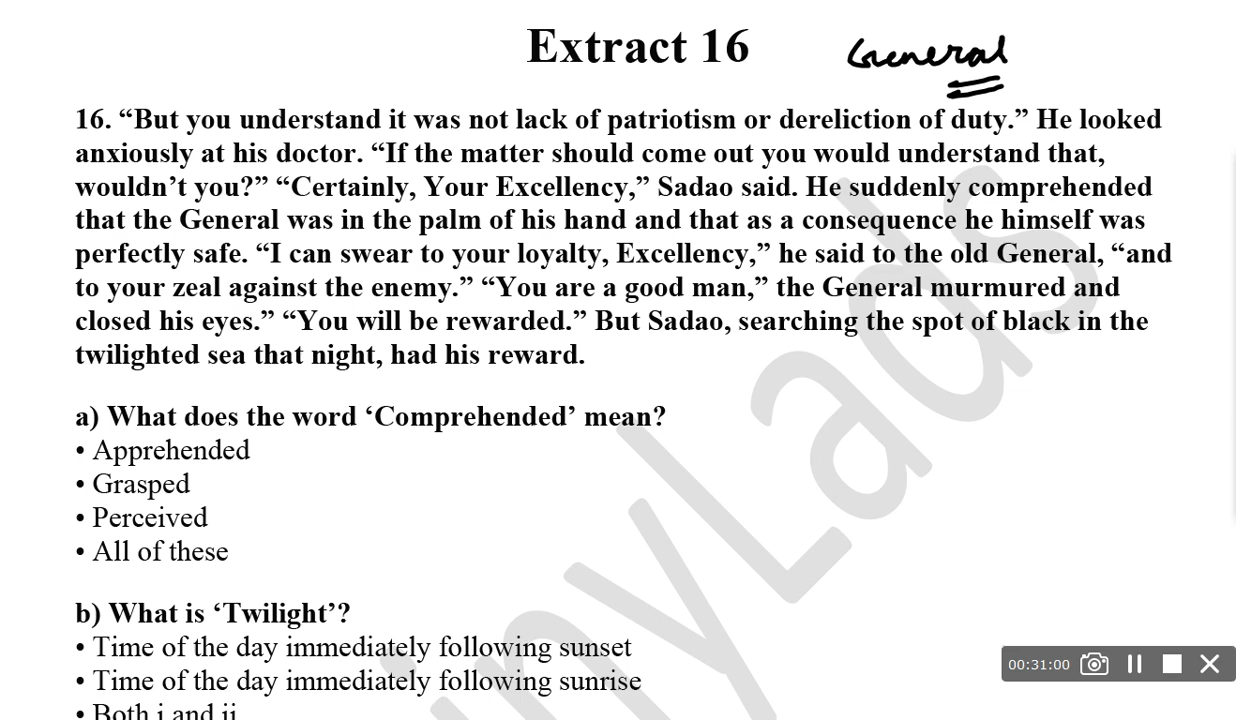 Extract 16
General
16. “But you understand it was not lack of patriotism or dereliction of duty.” He looked
anxiously at his doctor. “If the matter should come out you would understand that,
wouldn’t you?” “Certainly, Your Excellency,” Sadao said. He suddenly comprehended
that the General was in the palm of his hand and that as a consequence he himself was
perfectly safe. “I can swear to your loyalty, Excellency,” he said to the old General, “and
to your zeal against the enemy.” “You are a good man,” the General murmured and
closed his eyes.” “You will be rewarded.” But Sadao, searching the spot of black in the
twilighted sea that night, had his reward.
a) What does the word ‘Comprehended’ mean?
• Apprehended
• Grasped
• Perceived
• All of these
b) What is ‘Twilight’?
• Time of the day immediately following sunset
• Time of the day immediately following sunrise
• Both i and ii
00:31:00